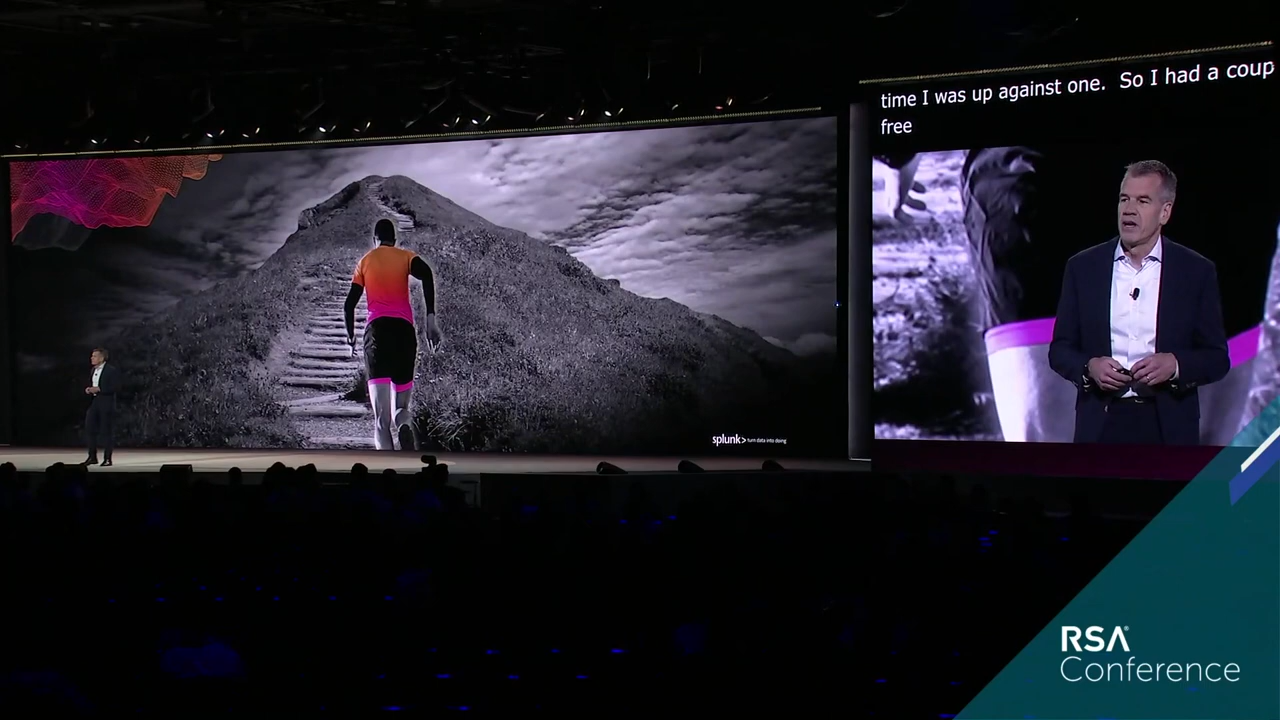 time I was up against one.  So I had a coup
free
splunk> turn data into doing
RSA®
Conference